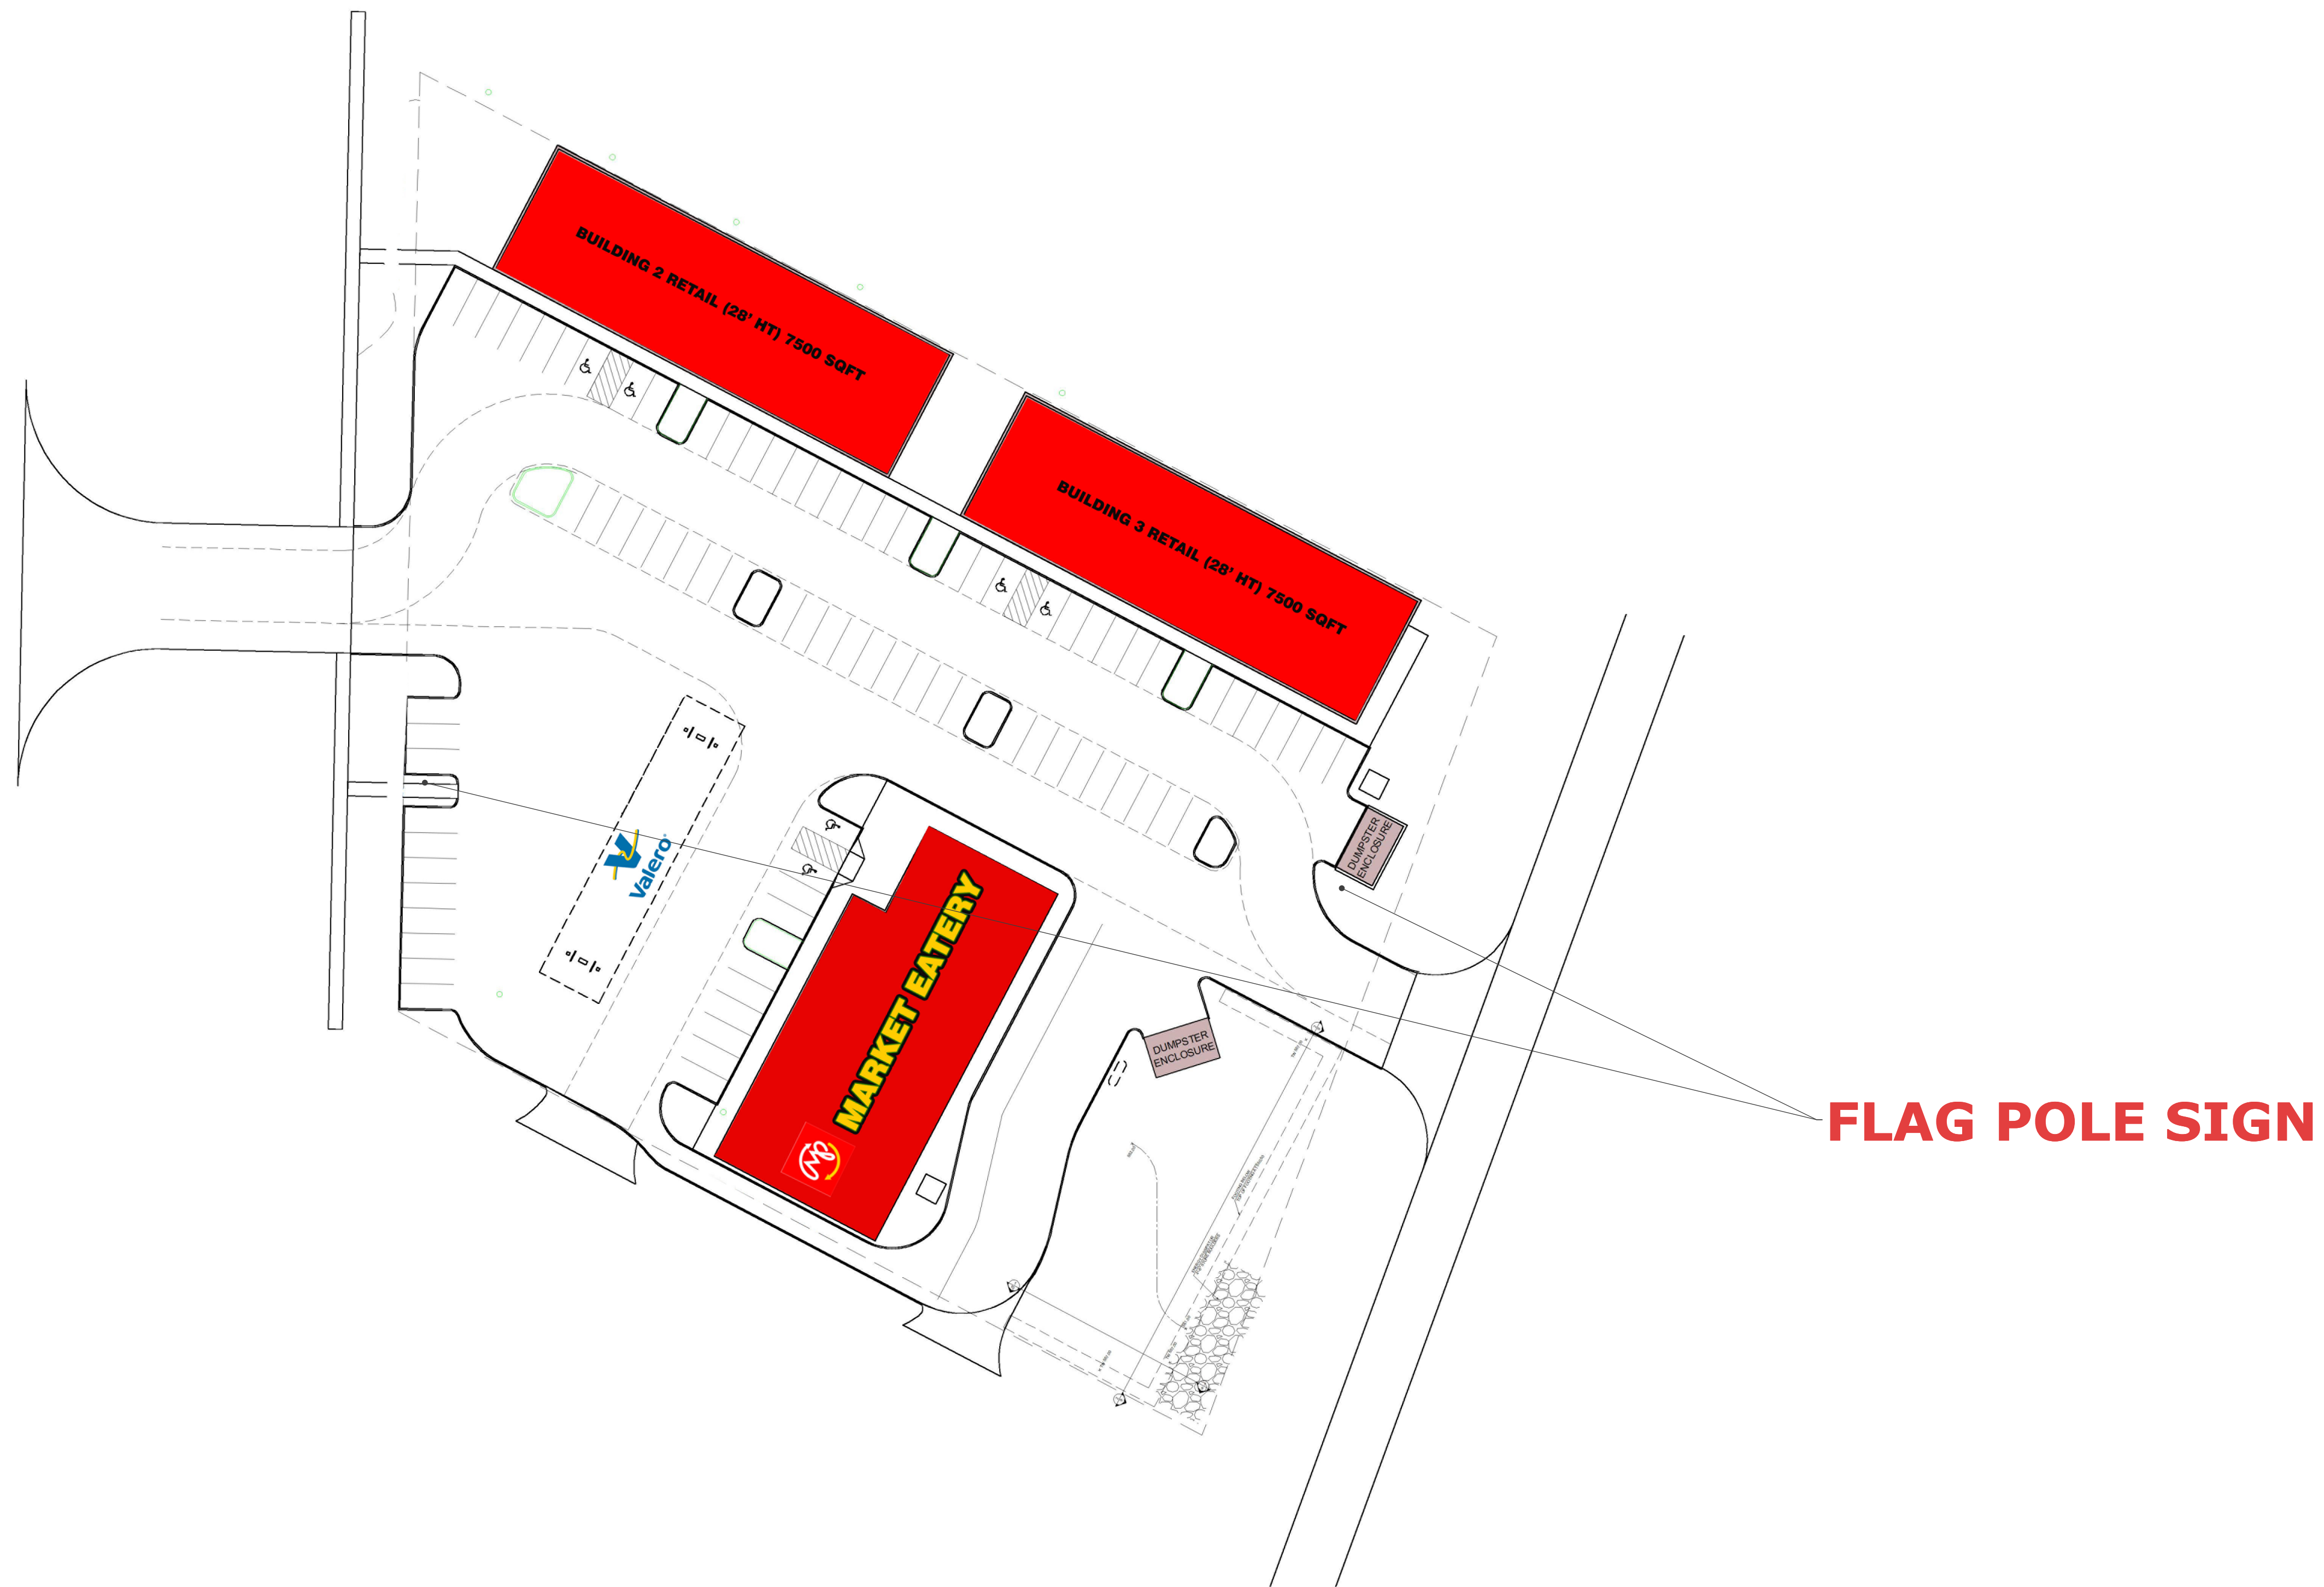 BUILDING 2 RETAIL (28' HT) 7500 SQFT
BUILDING 3 RETAIL (28' HT) 7500 SQFT
Valero
DUMPSTER
ENCLOSURE
MARKET EATERY
DUMPSTER
ENCLOSURE
FLAG POLE SIGN